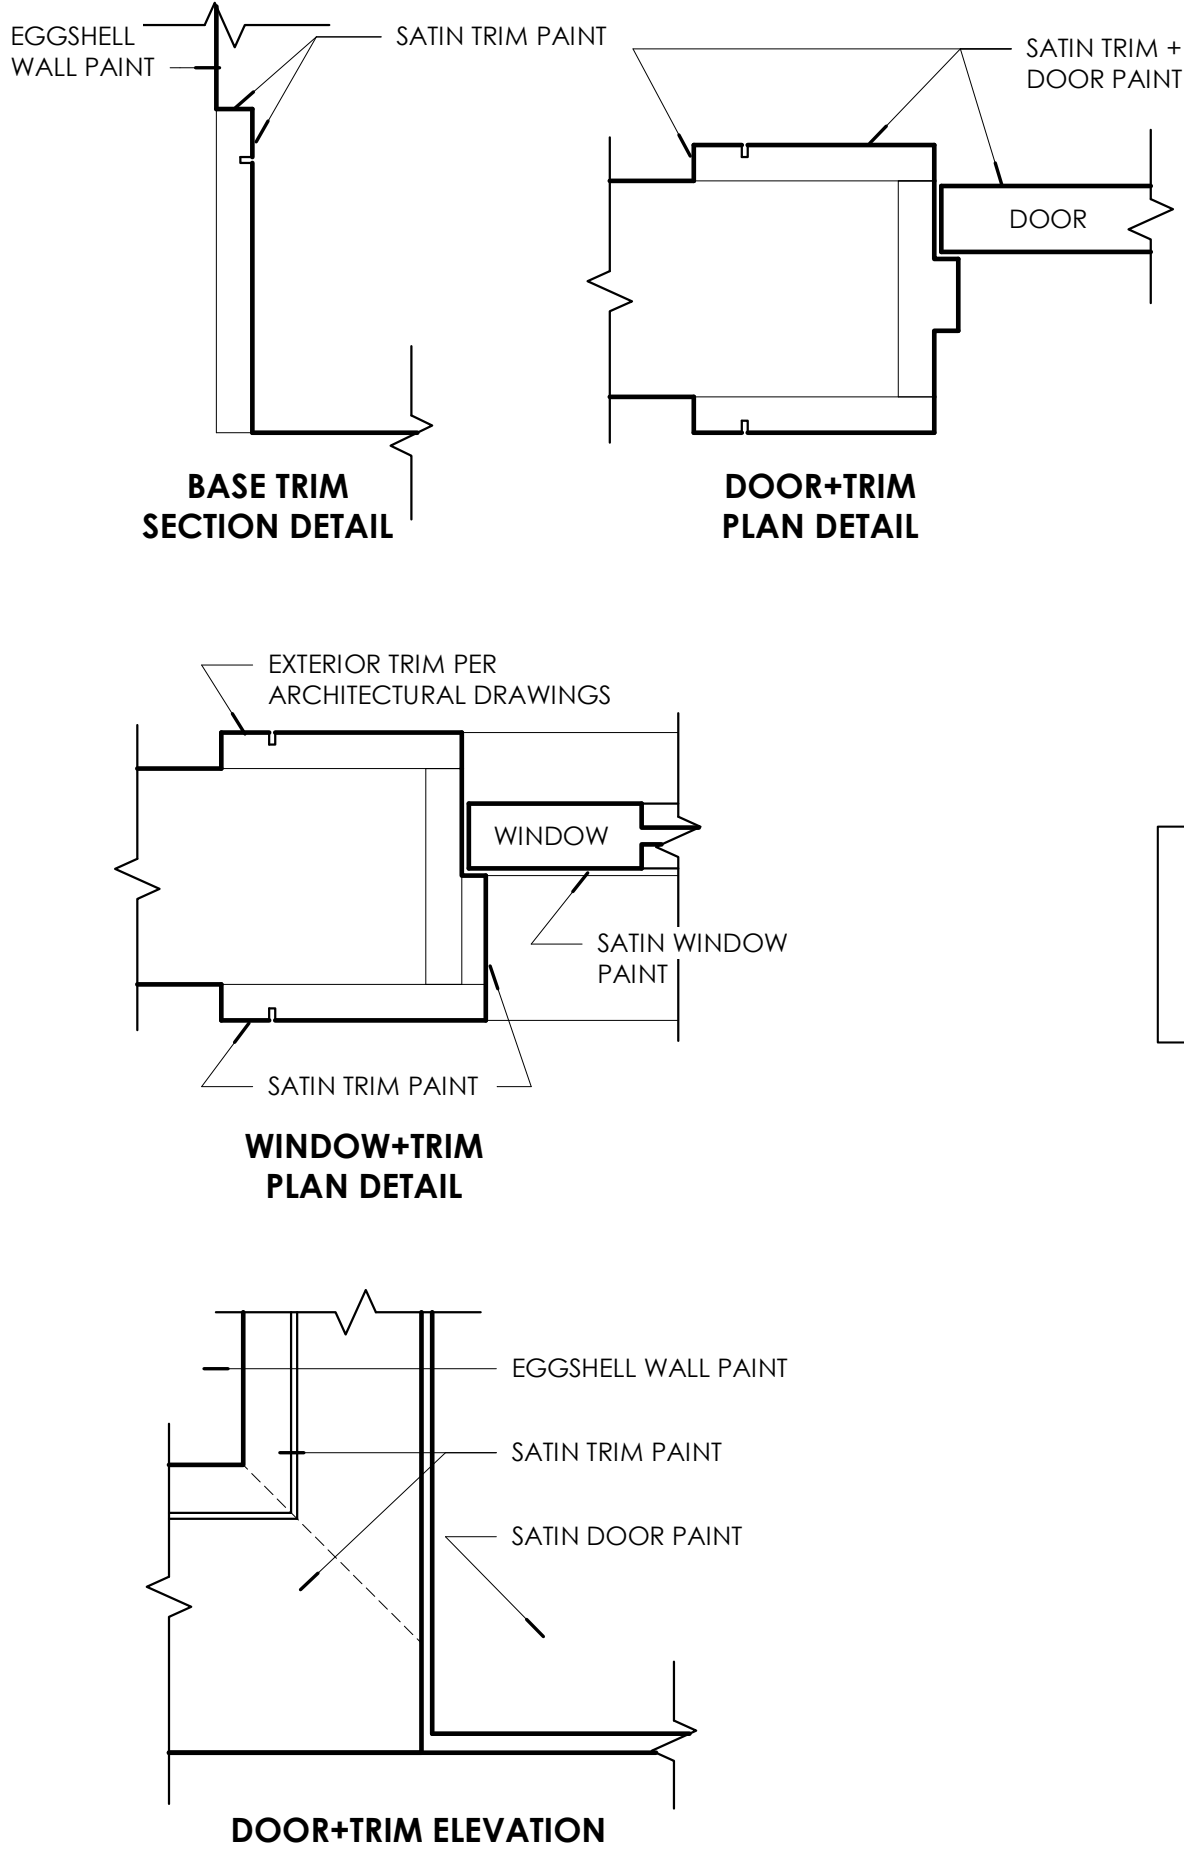 EGGSHELL
WALL PAINT
SATIN TRIM PAINT
BASE TRIM
SECTION DETAIL
SATIN TRIM +
DOOR PAINT
DOOR
DOOR+TRIM
PLAN DETAIL
EXTERIOR TRIM PER
ARCHITECTURAL DRAWINGS
WINDOW
SATIN WINDOW
PAINT
SATIN TRIM PAINT
WINDOW+TRIM
PLAN DETAIL
EGGSHELL WALL PAINT
SATIN TRIM PAINT
SATIN DOOR PAINT
DOOR+TRIM ELEVATION